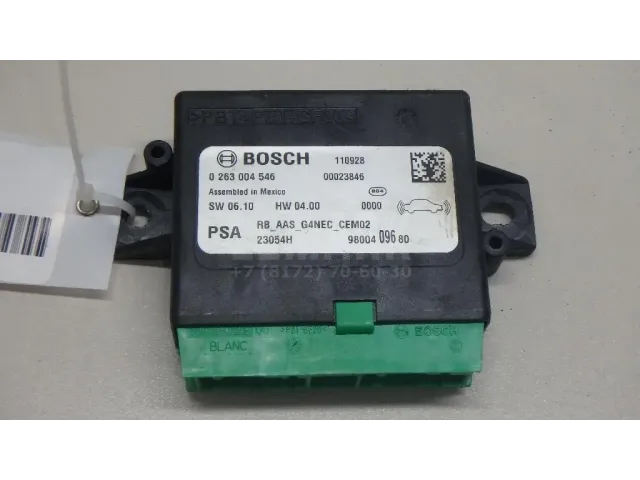 BOSCH 110928
0 263 004 546 00023846
Assembled in Mexico 804
SW 06.10 HW 04.00 0000
PSA RB_AAS_G4NEC_CEM02
23054H 98004 096 80
+7 (8172) 70-60-30
BLANC BOSCH